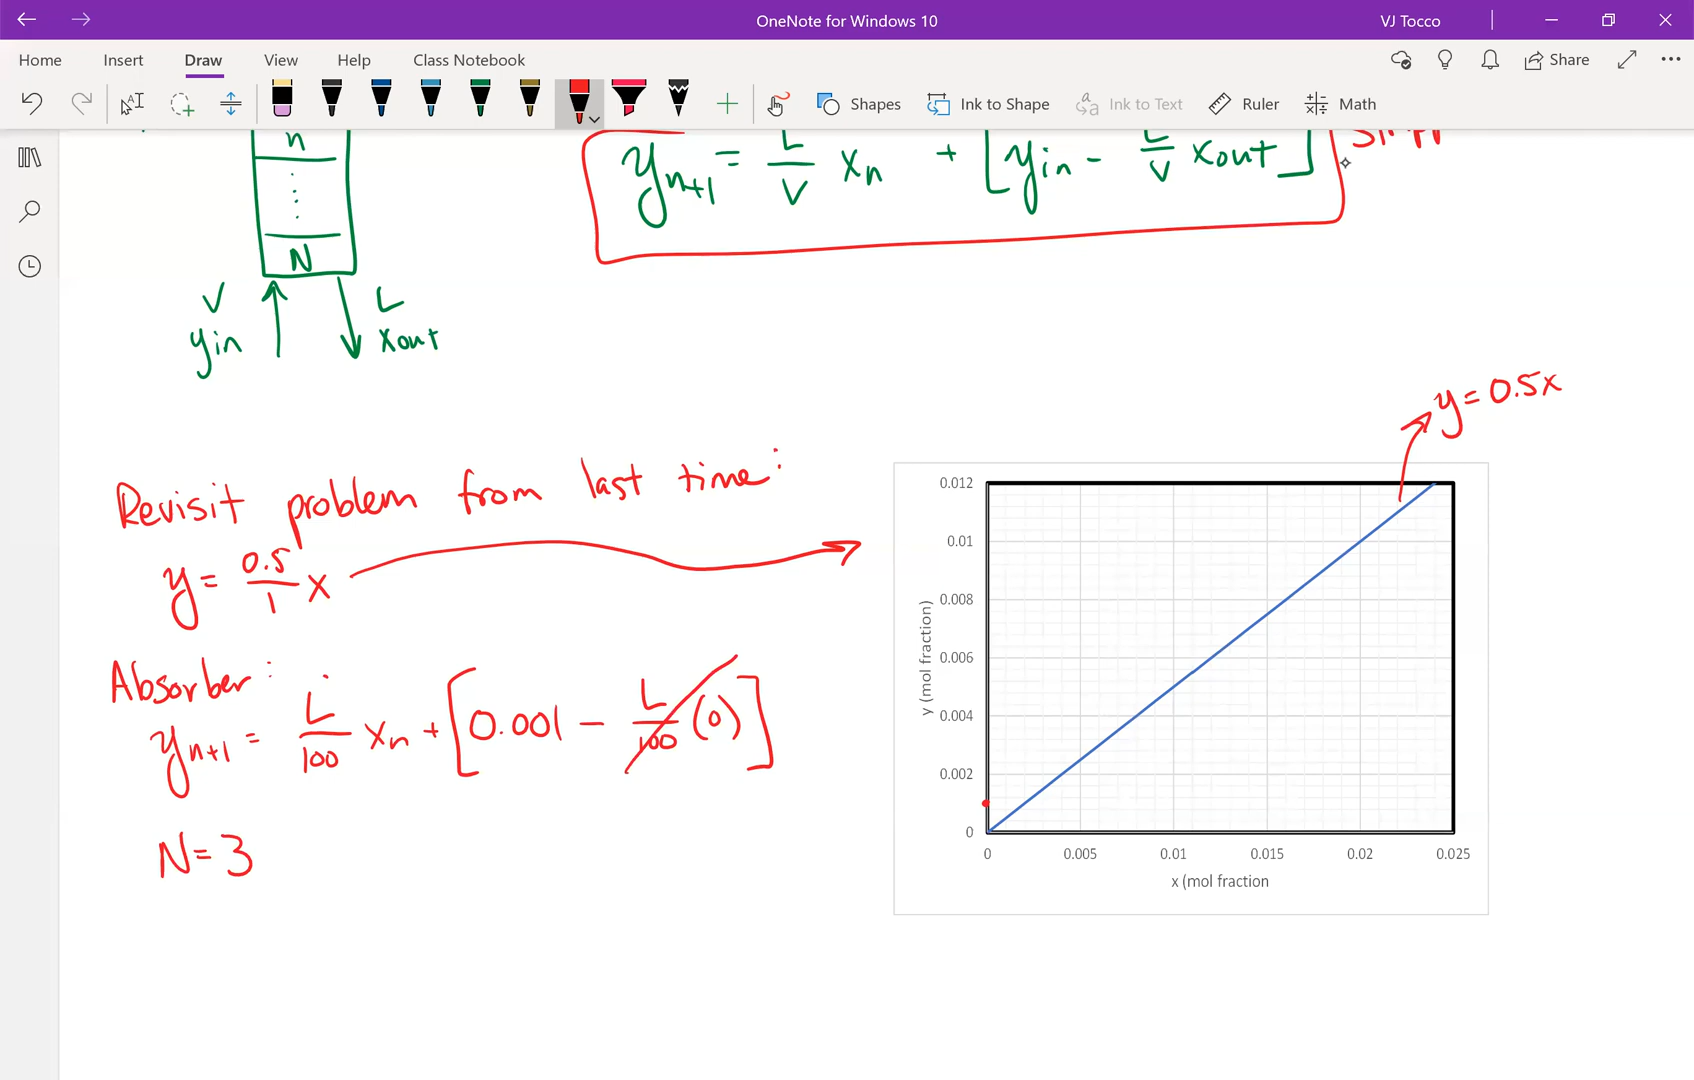 OneNote for Windows 10
VJ Tocco
Home Insert Draw View Help Class Notebook
Share
Shapes Ink to Shape Ink to Text Ruler Math
n
N
V
yin
L
xout
y n+1 = L/V xn + [yin - L/V xout]
y = 0.5x
Revisit problem from last time:
y = 0.5/1 x
Absorber:
y n+1 = L/100 xn + [0.001 - L/100 (0)]
N = 3
0.012
0.01
0.008
0.006
0.004
0.002
0
y (mol fraction)
0 0.005 0.01 0.015 0.02 0.025
x (mol fraction